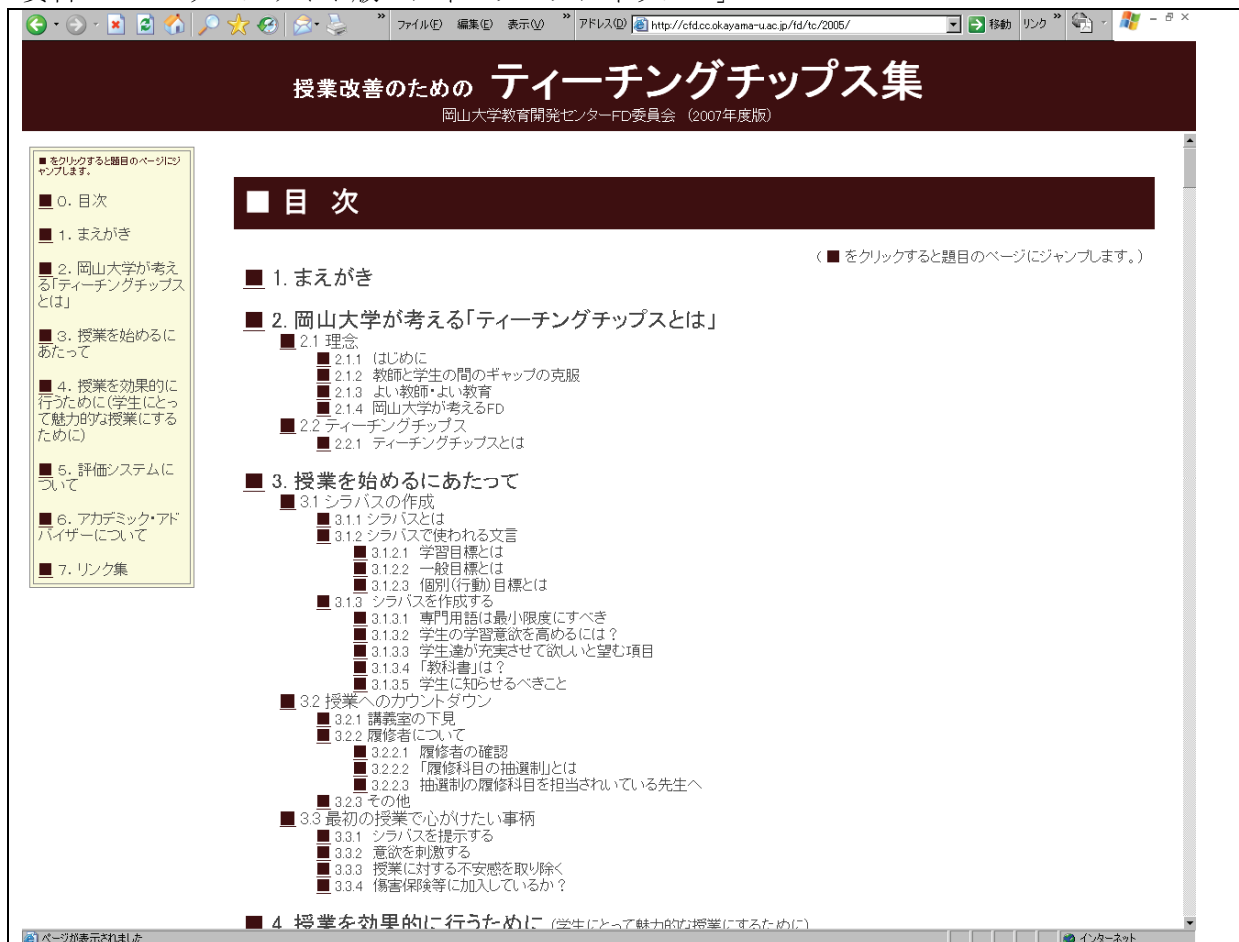 ファイル(F) 編集(E) 表示(V) アドレス(D) http://cfd.cc.okayama-u.ac.jp/fd/tc/2005/ 移動 リンク
授業改善のための ティーチングチップス集
岡山大学教育開発センターFD委員会 (2007年度版)
■ をクリックすると題目のページにジャンプします。
■ 0. 目次
■ 1. まえがき
■ 2. 岡山大学が考え
る「ティーチングチップス
とは」
■ 3. 授業を始めるに
あたって
■ 4. 授業を効果的に
行うために(学生にとっ
て魅力的な授業にする
ために)
■ 5. 評価システムに
ついて
■ 6. アカデミック・アド
バイザーについて
■ 7. リンク集
■ 目 次
( ■ をクリックすると題目のページにジャンプします。)
■ 1. まえがき
■ 2. 岡山大学が考える「ティーチングチップスとは」
■ 2.1 理念
■ 2.1.1 はじめに
■ 2.1.2 教師と学生の間のギャップの克服
■ 2.1.3 よい教師・よい教育
■ 2.1.4 岡山大学が考えるFD
■ 2.2 ティーチングチップス
■ 2.2.1 ティーチングチップスとは
■ 3. 授業を始めるにあたって
■ 3.1 シラバスの作成
■ 3.1.1 シラバスとは
■ 3.1.2 シラバスで使われる文言
■ 3.1.2.1 学習目標とは
■ 3.1.2.2 一般目標とは
■ 3.1.2.3 個別(行動)目標とは
■ 3.1.3 シラバスを作成する
■ 3.1.3.1 専門用語は最小限度にすべき
■ 3.1.3.2 学生の学習意欲を高めるには?
■ 3.1.3.3 学生達が充実させて欲しいと望む項目
■ 3.1.3.4 「教科書」は?
■ 3.1.3.5 学生に知らせるべきこと
■ 3.2 授業へのカウントダウン
■ 3.2.1 講義室の下見
■ 3.2.2 履修者について
■ 3.2.2.1 履修者の確認
■ 3.2.2.2 「履修科目の抽選制」とは
■ 3.2.2.3 抽選制の履修科目を担当されいている先生へ
■ 3.2.3 その他
■ 3.3 最初の授業で心がけたい事柄
■ 3.3.1 シラバスを提示する
■ 3.3.2 意欲を刺激する
■ 3.3.3 授業に対する不安感を取り除く
■ 3.3.4 傷害保険等に加入しているか?
■ 4. 授業を効果的に行うために (学生にとって魅力的な授業にするために)
ページが表示されました インターネット